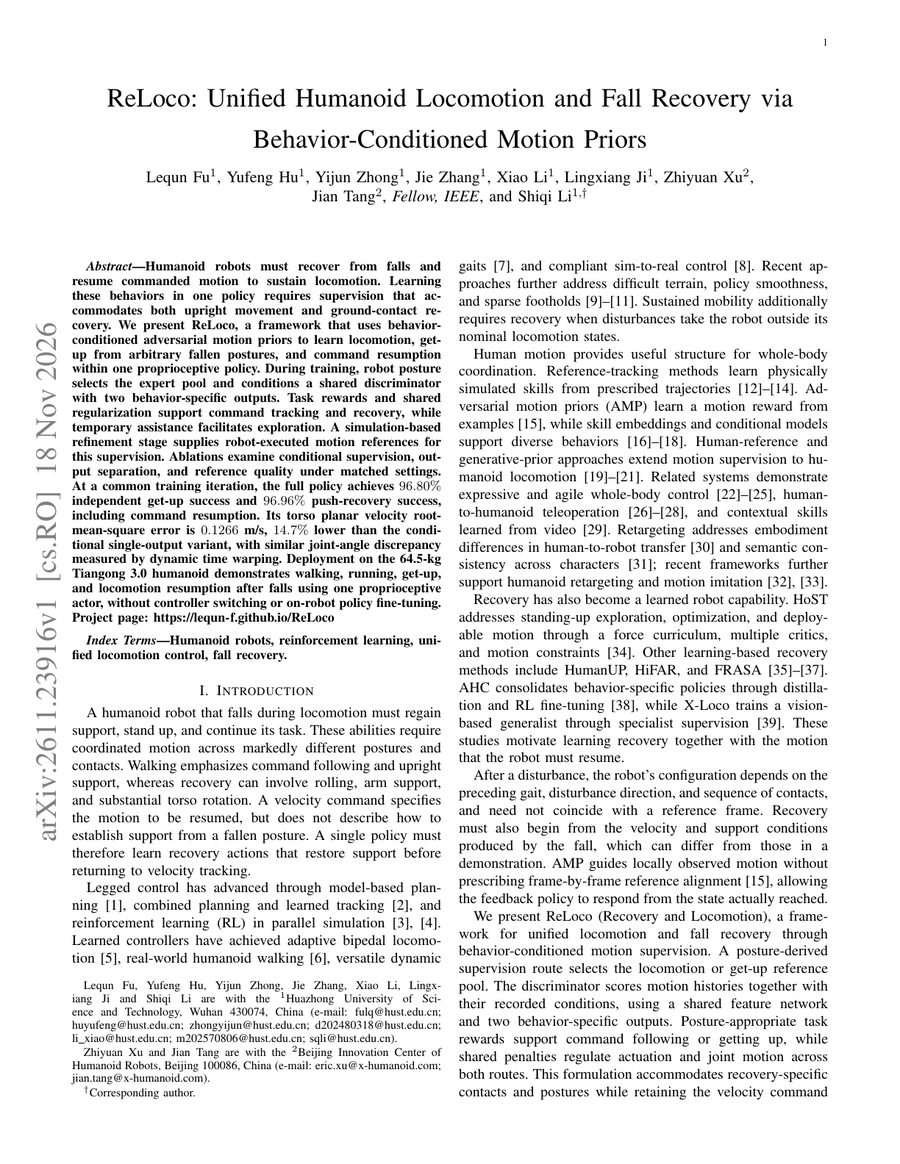 1
ReLoco: Unified Humanoid Locomotion and Fall Recovery via
Behavior-Conditioned Motion Priors
Lequn Fu1, Yufeng Hu1, Yijun Zhong1, Jie Zhang1, Xiao Li1, Lingxiang Ji1, Zhiyuan Xu2,
Jian Tang2, Fellow, IEEE, and Shiqi Li1,†
arXiv:2611.23916v1 [cs.RO] 18 Nov 2026
Abstract—Humanoid robots must recover from falls and
resume commanded motion to sustain locomotion. Learning
these behaviors in one policy requires supervision that ac-
commodates both upright movement and ground-contact re-
covery. We present ReLoco, a framework that uses behavior-
conditioned adversarial motion priors to learn locomotion, get-
up from arbitrary fallen postures, and command resumption
within one proprioceptive policy. During training, robot posture
selects the expert pool and conditions a shared discriminator
with two behavior-specific outputs. Task rewards and shared
regularization support command tracking and recovery, while
temporary assistance facilitates exploration. A simulation-based
refinement stage supplies robot-executed motion references for
this supervision. Ablations examine conditional supervision, out-
put separation, and reference quality under matched settings.
At a common training iteration, the full policy achieves 96.80%
independent get-up success and 96.96% push-recovery success,
including command resumption. Its torso planar velocity root-
mean-square error is 0.1266 m/s, 14.7% lower than the condi-
tional single-output variant, with similar joint-angle discrepancy
measured by dynamic time warping. Deployment on the 64.5-kg
Tiangong 3.0 humanoid demonstrates walking, running, get-up,
and locomotion resumption after falls using one proprioceptive
actor, without controller switching or on-robot policy fine-tuning.
Project page: https://lequn-f.github.io/ReLoco
Index Terms—Humanoid robots, reinforcement learning, uni-
fied locomotion control, fall recovery.
I. INTRODUCTION
A humanoid robot that falls during locomotion must regain
support, stand up, and continue its task. These abilities require
coordinated motion across markedly different postures and
contacts. Walking emphasizes command following and upright
support, whereas recovery can involve rolling, arm support,
and substantial torso rotation. A velocity command specifies
the motion to be resumed, but does not describe how to
establish support from a fallen posture. A single policy must
therefore learn recovery actions that restore support before
returning to velocity tracking.
Legged control has advanced through model-based plan-
ning [1], combined planning and learned tracking [2], and
reinforcement learning (RL) in parallel simulation [3], [4].
Learned controllers have achieved adaptive bipedal locomo-
tion [5], real-world humanoid walking [6], versatile dynamic
Lequn Fu, Yufeng Hu, Yijun Zhong, Jie Zhang, Xiao Li, Lingx-
iang Ji and Shiqi Li are with the 1Huazhong University of Sci-
ence and Technology, Wuhan 430074, China (e-mail: fulq@hust.edu.cn;
huyufeng@hust.edu.cn; zhongyijun@hust.edu.cn; d202480318@hust.edu.cn;
li_xiao@hust.edu.cn; m202570806@hust.edu.cn; sqli@hust.edu.cn).
Zhiyuan Xu and Jian Tang are with the 2Beijing Innovation Center of
Humanoid Robots, Beijing 100086, China (e-mail: eric.xu@x-humanoid.com;
jian.tang@x-humanoid.com).
†Corresponding author.
gaits [7], and compliant sim-to-real control [8]. Recent ap-
proaches further address difficult terrain, policy smoothness,
and sparse footholds [9]–[11]. Sustained mobility additionally
requires recovery when disturbances take the robot outside its
nominal locomotion states.
Human motion provides useful structure for whole-body
coordination. Reference-tracking methods learn physically
simulated skills from prescribed trajectories [12]–[14]. Ad-
versarial motion priors (AMP) learn a motion reward from
examples [15], while skill embeddings and conditional models
support diverse behaviors [16]–[18]. Human-reference and
generative-prior approaches extend motion supervision to hu-
manoid locomotion [19]–[21]. Related systems demonstrate
expressive and agile whole-body control [22]–[25], human-
to-humanoid teleoperation [26]–[28], and contextual skills
learned from video [29]. Retargeting addresses embodiment
differences in human-to-robot transfer [30] and semantic con-
sistency across characters [31]; recent frameworks further
support humanoid retargeting and motion imitation [32], [33].
Recovery has also become a learned robot capability. HoST
addresses standing-up exploration, optimization, and deploy-
able motion through a force curriculum, multiple critics,
and motion constraints [34]. Other learning-based recovery
methods include HumanUP, HiFAR, and FRASA [35]–[37].
AHC consolidates behavior-specific policies through distilla-
tion and RL fine-tuning [38], while X-Loco trains a vision-
based generalist through specialist supervision [39]. These
studies motivate learning recovery together with the motion
that the robot must resume.
After a disturbance, the robot's configuration depends on the
preceding gait, disturbance direction, and sequence of contacts,
and need not coincide with a reference frame. Recovery
must also begin from the velocity and support conditions
produced by the fall, which can differ from those in a
demonstration. AMP guides locally observed motion without
prescribing frame-by-frame reference alignment [15], allowing
the feedback policy to respond from the state actually reached.
We present ReLoco (Recovery and Locomotion), a frame-
work for unified locomotion and fall recovery through
behavior-conditioned motion supervision. A posture-derived
supervision route selects the locomotion or get-up reference
pool. The discriminator scores motion histories together with
their recorded conditions, using a shared feature network
and two behavior-specific outputs. Posture-appropriate task
rewards support command following or getting up, while
shared penalties regulate actuation and joint motion across
both routes. This formulation accommodates recovery-specific
contacts and postures while retaining the velocity command